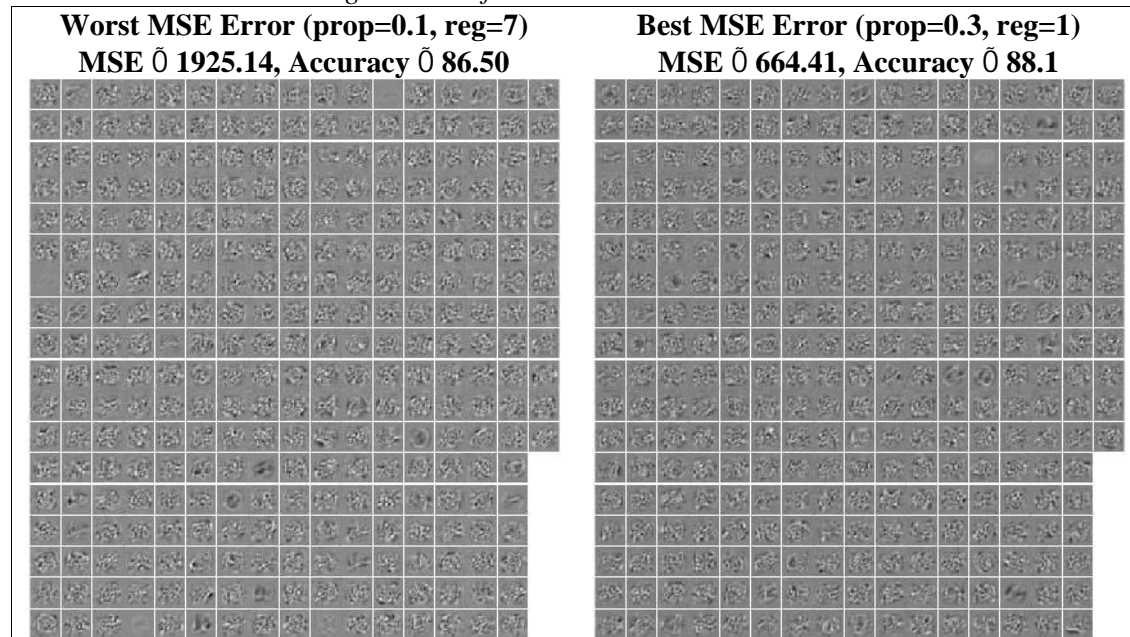 Worst MSE Error (prop=0.1, reg=7)
MSE Õ 1925.14, Accuracy Õ 86.50
Best MSE Error (prop=0.3, reg=1)
MSE Õ 664.41, Accuracy Õ 88.1